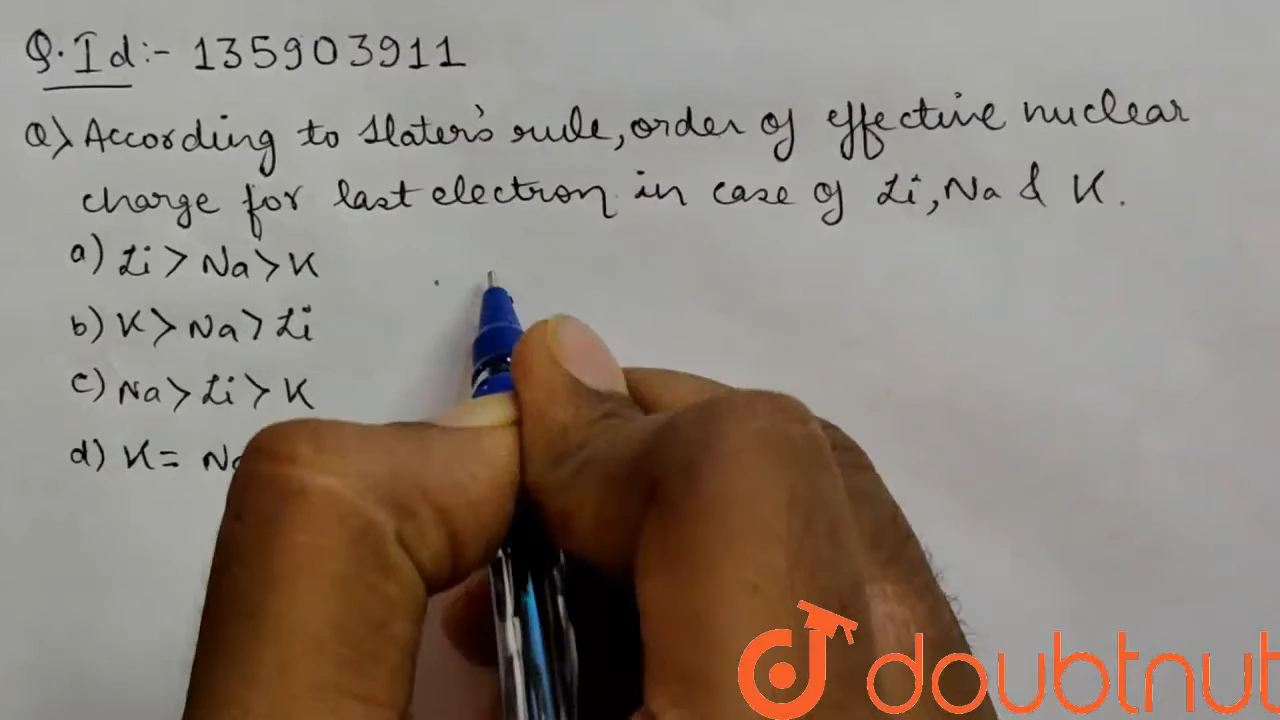 Q.Id:- 135903911
Q) According to Slater's rule, order of effective nuclear
charge for last electron in case of Li, Na & K.
a) Li > Na > K
b) K > Na > Li
c) Na > Li > K
d) K =
doubtnut